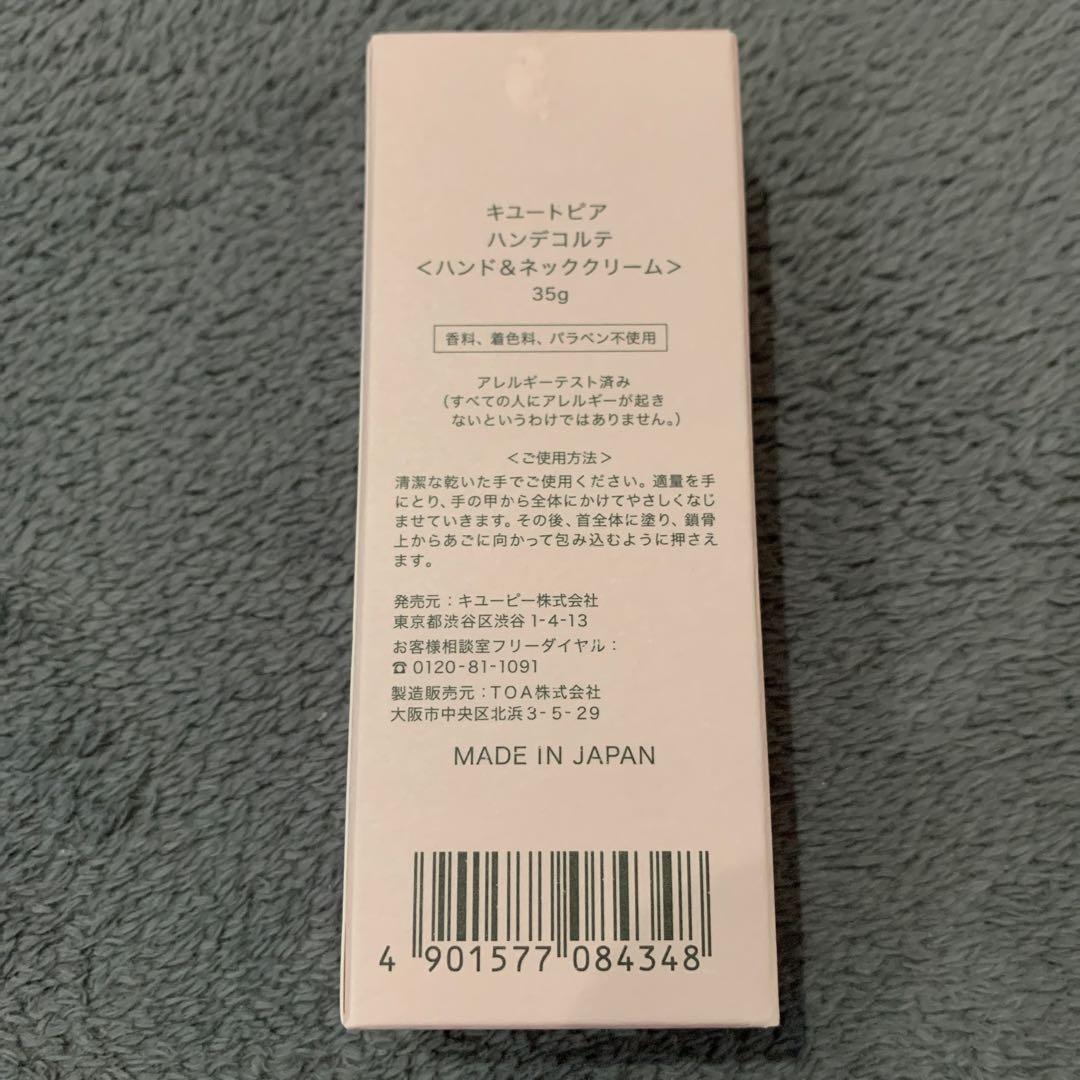 キユートピア
ハンデコルテ
＜ハンド＆ネッククリーム＞
35g
香料、着色料、パラベン不使用
アレルギーテスト済み
（すべての人にアレルギーが起き
ないというわけではありません。）
＜ご使用方法＞
清潔な乾いた手でご使用ください。適量を手
にとり、手の甲から全体にかけてやさしくなじ
ませていきます。その後、首全体に塗り、鎖骨
上からあごに向かって包み込むように押さえ
ます。
発売元：キユーピー株式会社
東京都渋谷区渋谷1-4-13
お客様相談室フリーダイヤル：
☎0120-81-1091
製造販売元：TOA株式会社
大阪市中央区北浜3-5-29
MADE IN JAPAN
4 901577 084348